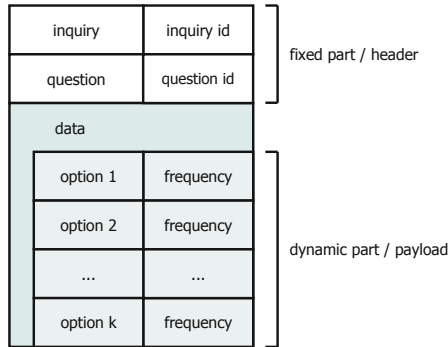 inquiry inquiry id
question question id
fixed part / header
data
option 1 frequency
option 2 frequency
... ...
option k frequency
dynamic part / payload